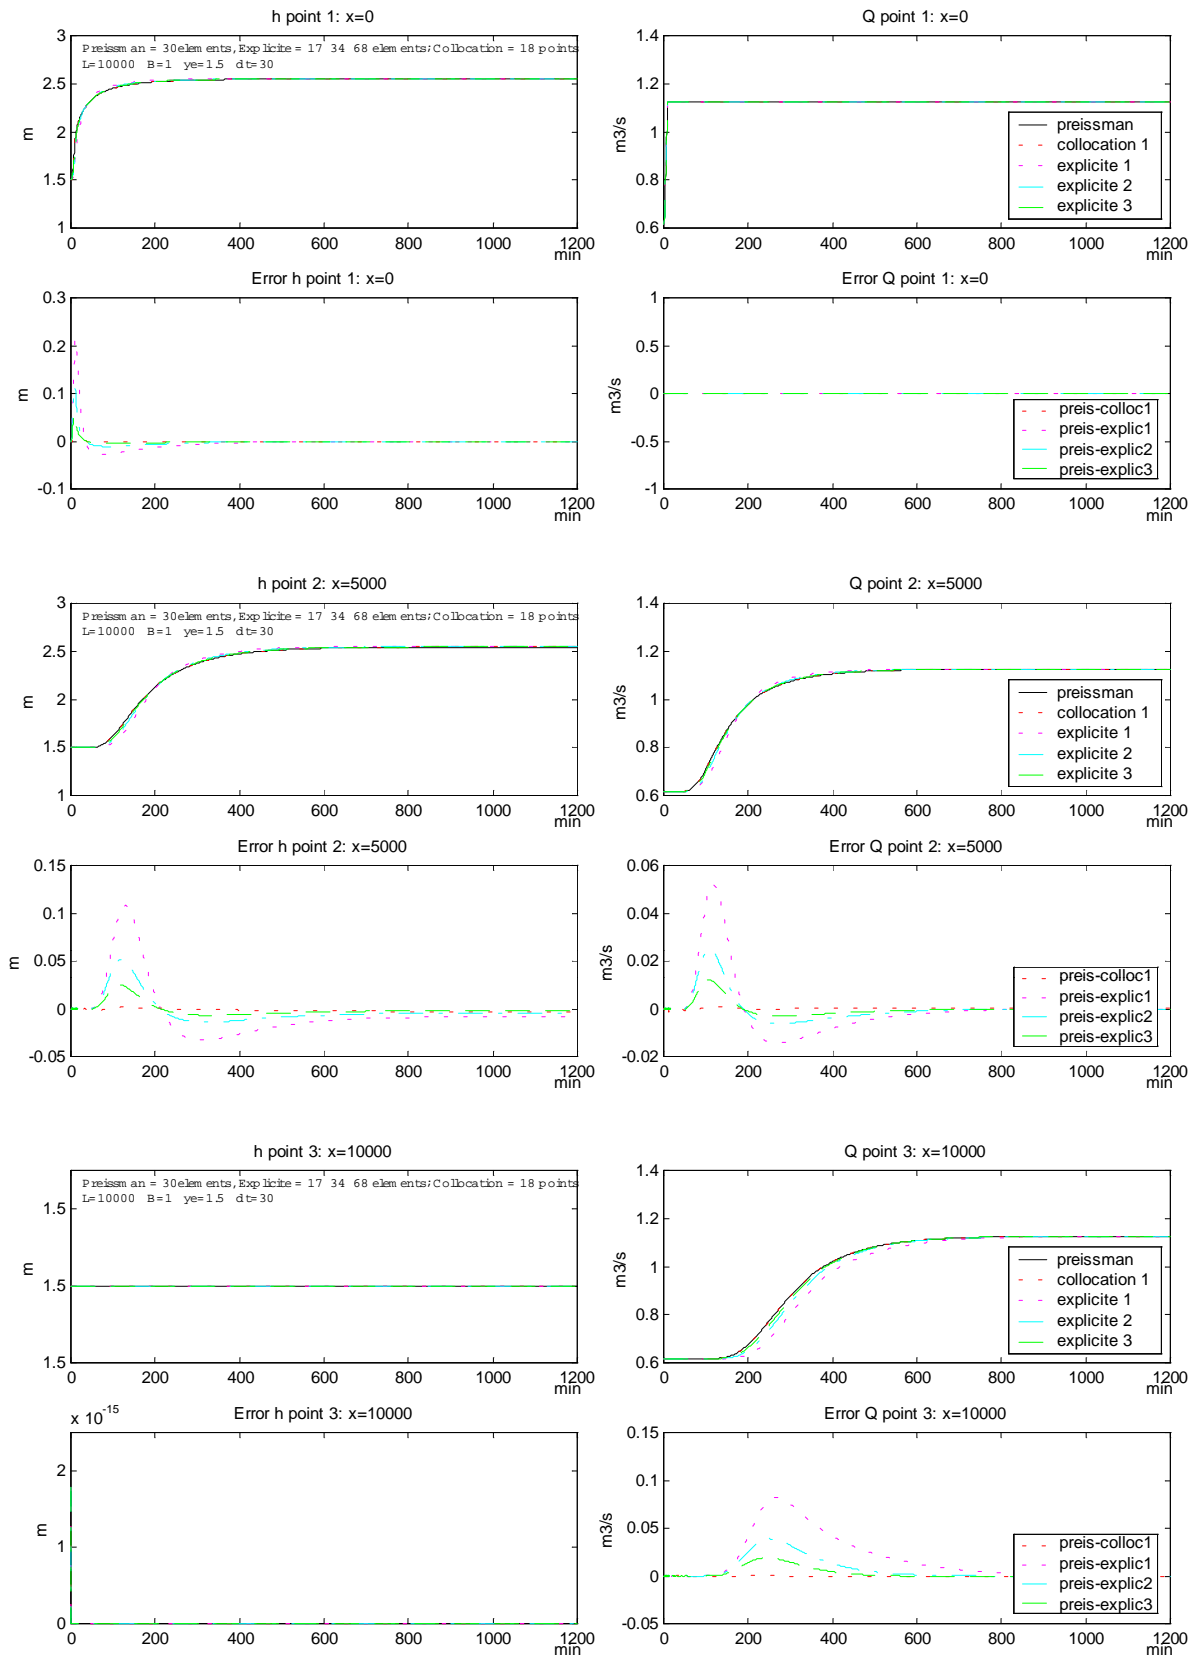 h point 1: x=0
3
2.5
2
1.5
1
m
Preissman = 30elements,Explicite = 17 34 68 elements;Collocation = 18 points
L=10000 B=1 ye=1.5 dt=30
0 200 400 600 800 1000 1200
min
Q point 1: x=0
1.4
1.2
1
0.8
0.6
m3/s
preissman
collocation 1
explicite 1
explicite 2
explicite 3
0 200 400 600 800 1000 1200
min
Error h point 1: x=0
0.3
0.2
0.1
0
-0.1
m
0 200 400 600 800 1000 1200
min
Error Q point 1: x=0
1
0.5
0
-0.5
-1
m3/s
preis-colloc1
preis-explic1
preis-explic2
preis-explic3
0 200 400 600 800 1000 1200
min
h point 2: x=5000
3
2.5
2
1.5
1
m
Preissman = 30elements,Explicite = 17 34 68 elements;Collocation = 18 points
L=10000 B=1 ye=1.5 dt=30
0 200 400 600 800 1000 1200
min
Q point 2: x=5000
1.4
1.2
1
0.8
0.6
m3/s
preissman
collocation 1
explicite 1
explicite 2
explicite 3
0 200 400 600 800 1000 1200
min
Error h point 2: x=5000
0.15
0.1
0.05
0
-0.05
m
0 200 400 600 800 1000 1200
min
Error Q point 2: x=5000
0.06
0.04
0.02
0
-0.02
m3/s
preis-colloc1
preis-explic1
preis-explic2
preis-explic3
0 200 400 600 800 1000 1200
min
h point 3: x=10000
1.5
1.5
1.5
m
Preissman = 30elements,Explicite = 17 34 68 elements;Collocation = 18 points
L=10000 B=1 ye=1.5 dt=30
0 200 400 600 800 1000 1200
min
Q point 3: x=10000
1.4
1.2
1
0.8
0.6
m3/s
preissman
collocation 1
explicite 1
explicite 2
explicite 3
0 200 400 600 800 1000 1200
min
x 10^-15
Error h point 3: x=10000
2
1
0
m
0 200 400 600 800 1000 1200
min
Error Q point 3: x=10000
0.15
0.1
0.05
0
-0.05
m3/s
preis-colloc1
preis-explic1
preis-explic2
preis-explic3
0 200 400 600 800 1000 1200
min